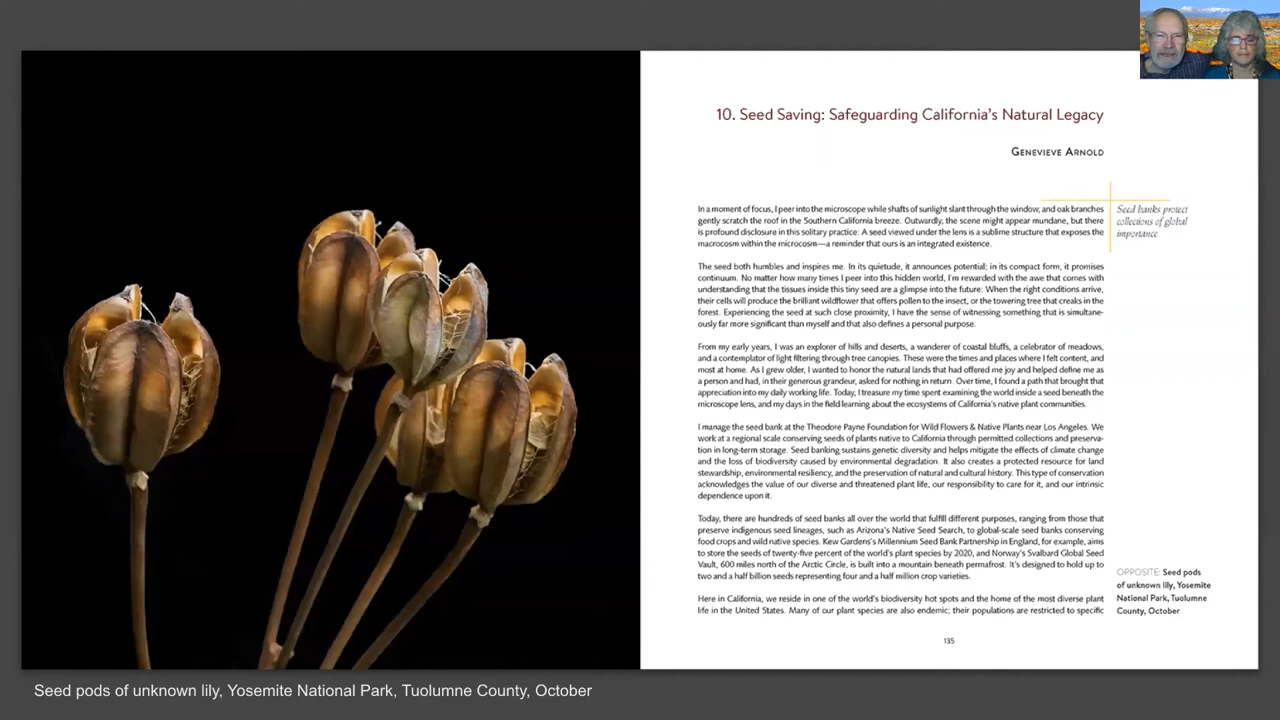 10. Seed Saving: Safeguarding California's Natural Legacy
Genevieve Arnold
In a moment of focus, I peer into the microscope while shafts of sunlight slant through the window, and oak branches
gently scratch the roof in the Southern California breeze. Outwardly, the scene might appear mundane, but there
is profound disclosure in this solitary practice: A seed viewed under the lens is a sublime structure that exposes the
macrocosm within the microcosm—a reminder that ours is an integrated existence.
Seed banks protect
collections of global
importance
The seed both humbles and inspires me. In its quietude, it announces potential; in its compact form, it promises
continuum. No matter how many times I peer into this hidden world, I'm rewarded with the awe that comes with
understanding that the tissues inside this tiny seed are a glimpse into the future: When the right conditions arrive,
their cells will produce the brilliant wildflower that offers pollen to the insect, or the towering tree that creaks in the
forest. Experiencing the seed at such close proximity, I have the sense of witnessing something that is simultane-
ously far more significant than myself and that also defines a personal purpose.
From my early years, I was an explorer of hills and deserts, a wanderer of coastal bluffs, a celebrator of meadows,
and a contemplator of light filtering through tree canopies. These were the times and places where I felt content, and
most at home. As I grew older, I wanted to honor the natural lands that had offered me joy and helped define me as
a person and had, in their generous grandeur, asked for nothing in return. Over time, I found a path that brought that
appreciation into my daily working life. Today, I treasure my time spent examining the world inside a seed beneath the
microscope lens, and my days in the field learning about the ecosystems of California's native plant communities.
I manage the seed bank at the Theodore Payne Foundation for Wild Flowers & Native Plants near Los Angeles. We
work at a regional scale conserving seeds of plants native to California through permitted collections and preserva-
tion in long-term storage. Seed banking sustains genetic diversity and helps mitigate the effects of climate change
and the loss of biodiversity caused by environmental degradation. It also creates a protected resource for land
stewardship, environmental resiliency, and the preservation of natural and cultural history. This type of conservation
acknowledges the value of our diverse and threatened plant life, our responsibility to care for it, and our intrinsic
dependence upon it.
Today, there are hundreds of seed banks all over the world that fulfill different purposes, ranging from those that
preserve indigenous seed lineages, such as Arizona's Native Seed Search, to global-scale seed banks conserving
food crops and wild native species. Kew Gardens's Millennium Seed Bank Partnership in England, for example, aims
to store the seeds of twenty-five percent of the world's plant species by 2020, and Norway's Svalbard Global Seed
Vault, 600 miles north of the Arctic Circle, is built into a mountain beneath permafrost. It's designed to hold up to
two and a half billion seeds representing four and a half million crop varieties.
Here in California, we reside in one of the world's biodiversity hot spots and the home of the most diverse plant
life in the United States. Many of our plant species are also endemic; their populations are restricted to specific
OPPOSITE: Seed pods
of unknown lily, Yosemite
National Park, Tuolumne
County, October
135
Seed pods of unknown lily, Yosemite National Park, Tuolumne County, October